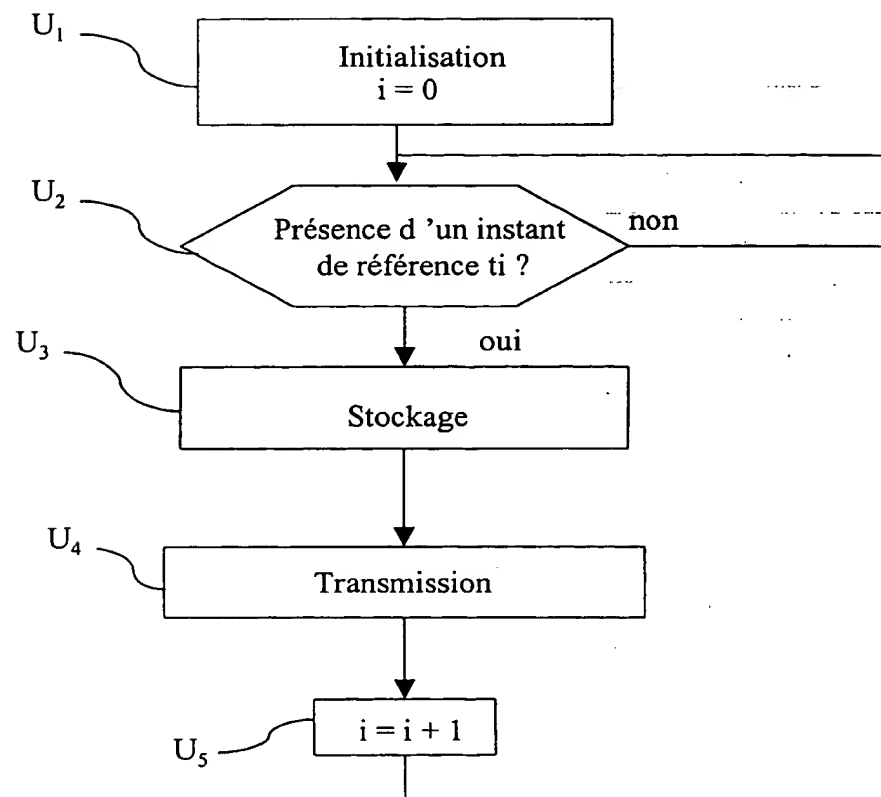 U₁
Initialisation
i = 0
U₂
Présence d ’un instant
de référence ti ?
non
oui
U₃
Stockage
U₄
Transmission
i = i + 1
U₅